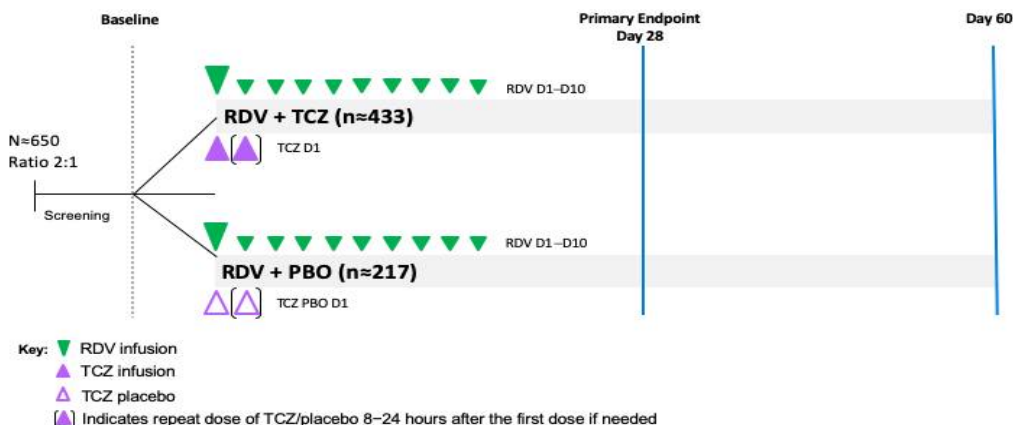 Baseline
Primary Endpoint
Day 28
Day 60
RDV D1–D10
RDV + TCZ (n≈433)
N≈650
Ratio 2:1
TCZ D1
Screening
RDV D1–D10
RDV + PBO (n≈217)
TCZ PBO D1
Key:
RDV infusion
TCZ infusion
TCZ placebo
Indicates repeat dose of TCZ/placebo 8–24 hours after the first dose if needed